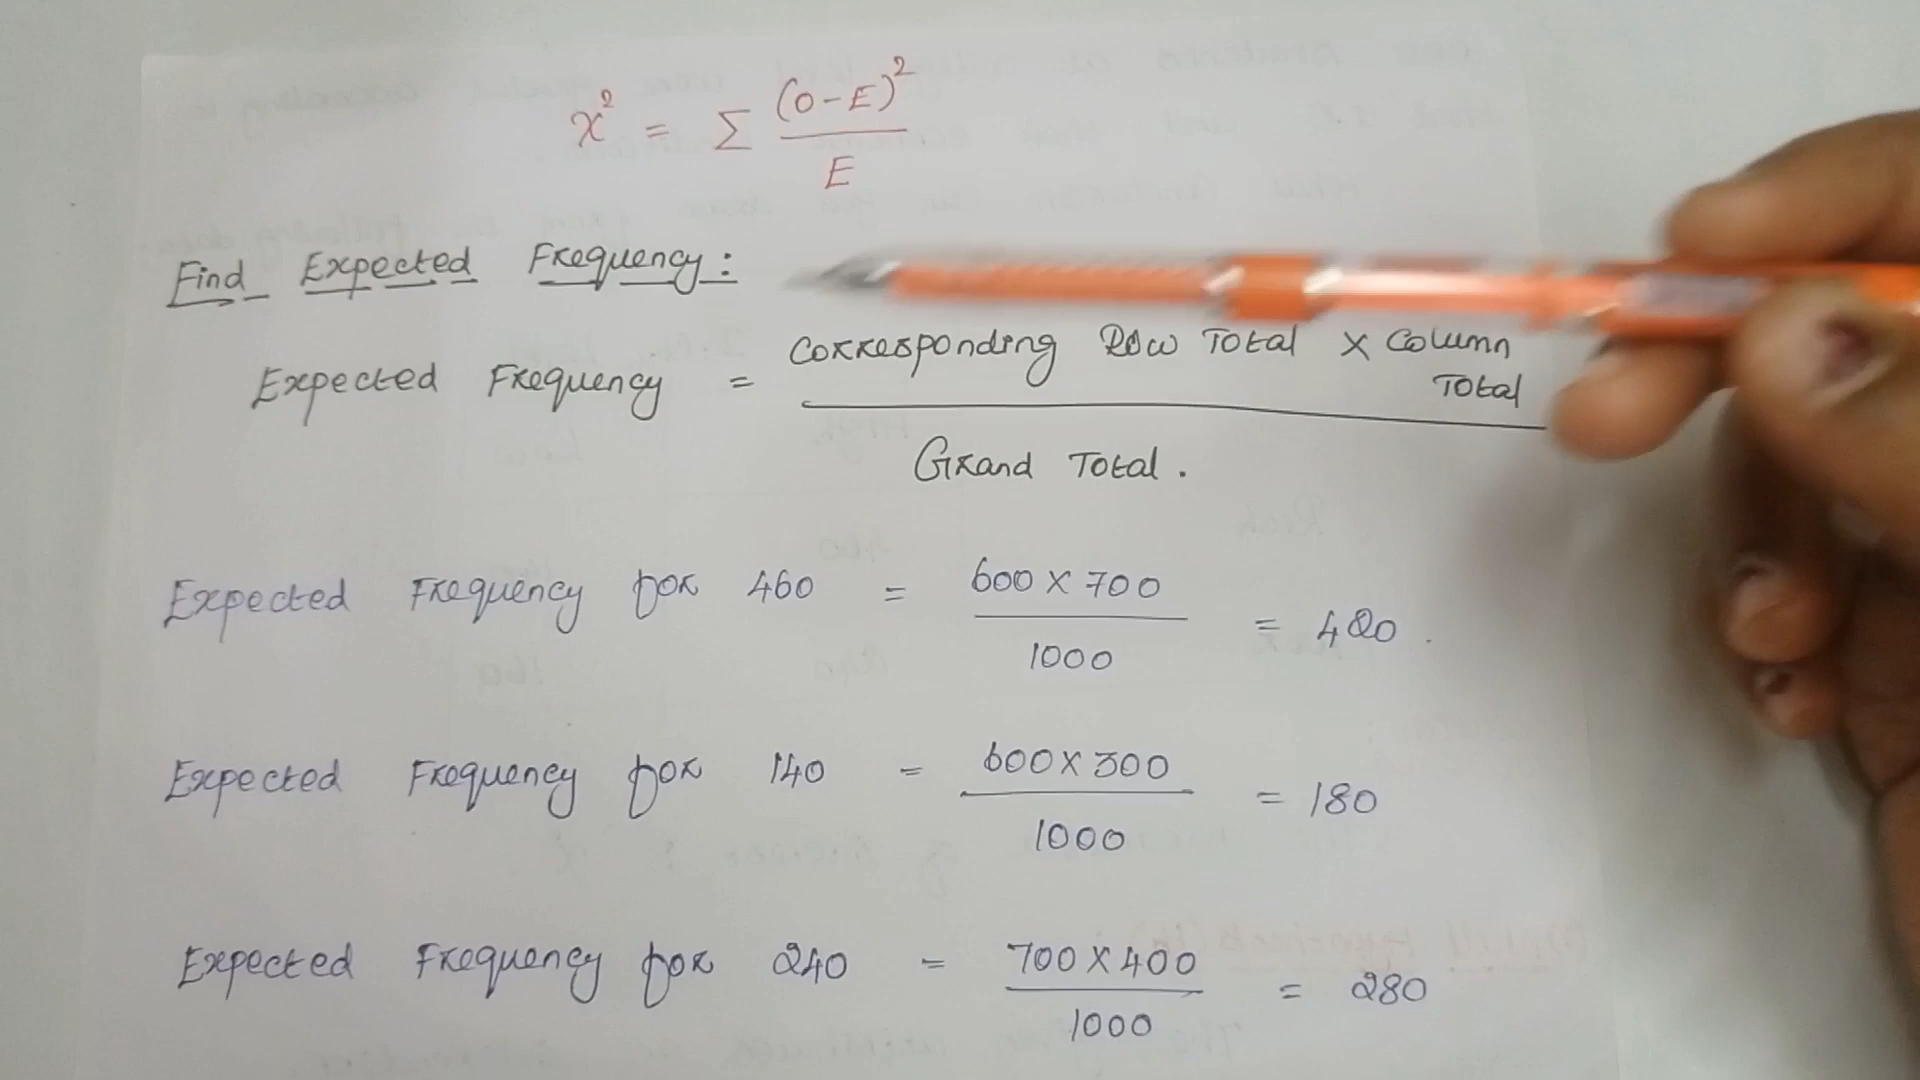 χ² = Σ (O-E)² / E
Find Expected Frequency:
Expected Frequency = Corresponding Row Total × Column Total / Grand Total.
Expected Frequency for 460 = 600 × 700 / 1000 = 420.
Expected Frequency for 140 = 600 × 300 / 1000 = 180
Expected Frequency for 240 = 700 × 400 / 1000 = 280